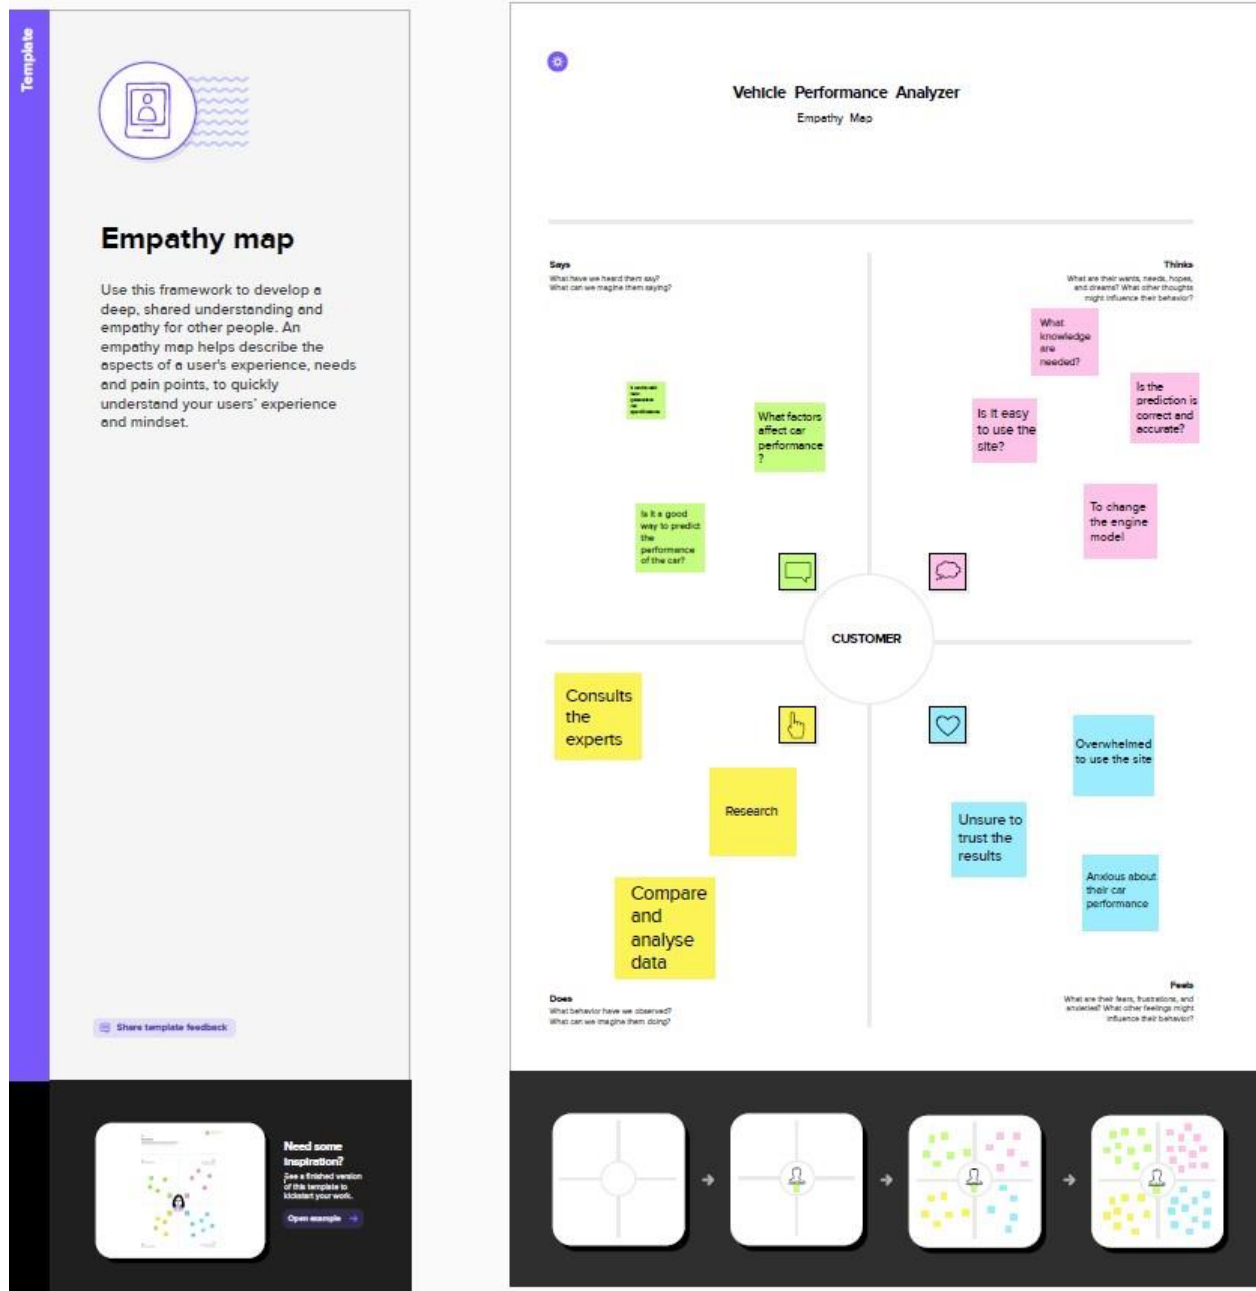 Template
Empathy map
Use this framework to develop a
deep, shared understanding and
empathy for other people. An
empathy map helps describe the
aspects of a user's experience, needs
and pain points, to quickly
understand your users' experience
and mindset.
Share template feedback
Need some
inspiration?
See a finished version
of this template to
kickstart your work.
Open example
Vehicle Performance Analyzer
Empathy Map
Says
What have we heard them say?
What can we magine them saying?
Thinks
What are their wants, needs, hopes,
and dreams? What other thoughts
might influence their behavior?
What factors
affect car
performance
?
Is it a good
way to predict
the
performance
of the car?
What
knowledge
are
needed?
Is the
prediction is
correct and
accurate?
Is it easy
to use the
site?
To change
the engine
model
CUSTOMER
Consults
the
experts
Research
Compare
and
analyse
data
Does
What behavior have we observed?
What can we imagine them doing?
Overwhelmed
to use the site
Unsure to
trust the
results
Anxious about
their car
performance
Feels
What are their fears, frustrations, and
anxieties? What other feelings might
influence their behavior?